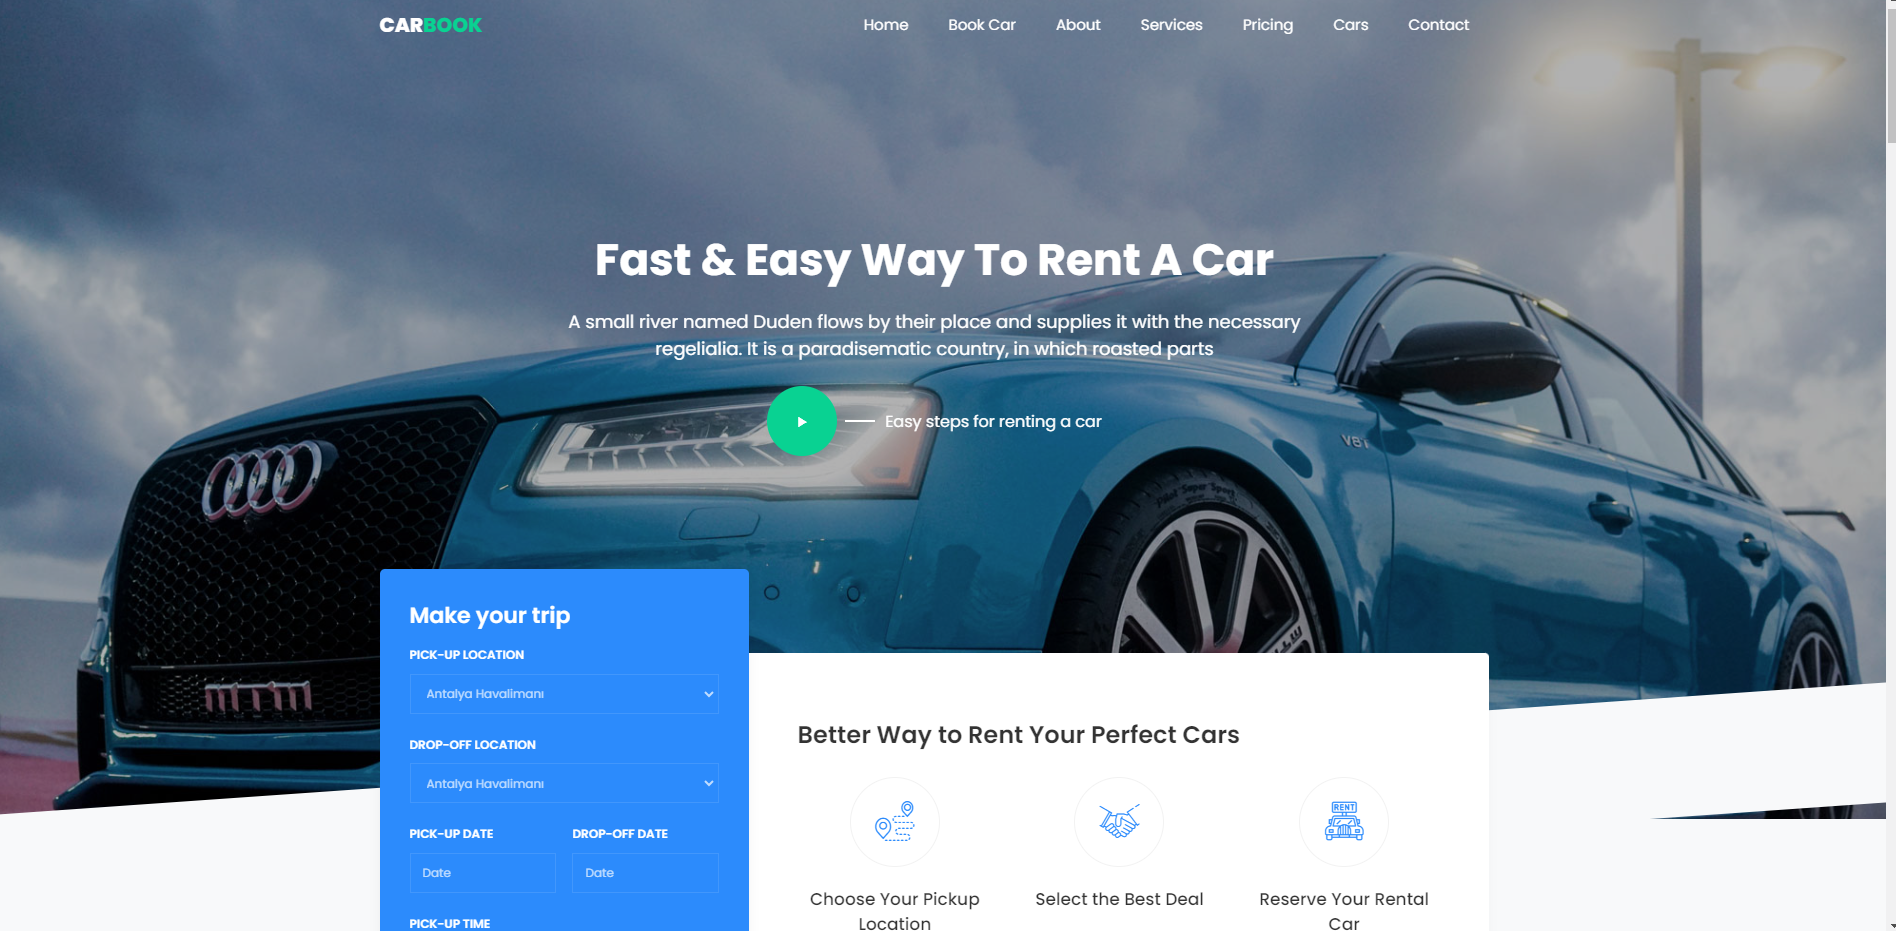 CARBOOK
Home Book Car About Services Pricing Cars Contact
Fast & Easy Way To Rent A Car
A small river named Duden flows by their place and supplies it with the necessary
regelialia. It is a paradisematic country, in which roasted parts
Easy steps for renting a car
V8T
Pilot Super Sport
Make your trip
PICK-UP LOCATION
Antalya Havalimanı
DROP-OFF LOCATION
Antalya Havalimanı
PICK-UP DATE DROP-OFF DATE
Date Date
PICK-UP TIME
Better Way to Rent Your Perfect Cars
RENT
Choose Your Pickup
Location
Select the Best Deal
Reserve Your Rental
Car